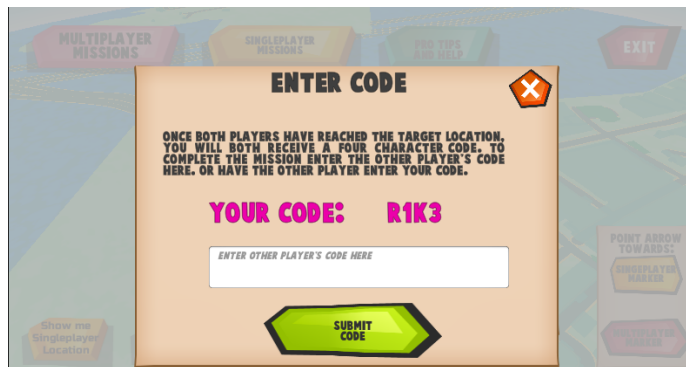 MULTIPLAYER
MISSIONS
SINGLEPLAYER
MISSIONS
PRO TIPS
AND HELP
EXIT
ENTER CODE
ONCE BOTH PLAYERS HAVE REACHED THE TARGET LOCATION,
YOU WILL BOTH RECEIVE A FOUR CHARACTER CODE. TO
COMPLETE THE MISSION ENTER THE OTHER PLAYER'S CODE
HERE. OR HAVE THE OTHER PLAYER ENTER YOUR CODE.
YOUR CODE: R1K3
ENTER OTHER PLAYER'S CODE HERE
SUBMIT
CODE
POINT ARROW
TOWARDS:
SINGLEPLAYER
MARKER
MULTIPLAYER
MARKER
Show me
Singleplayer
Location